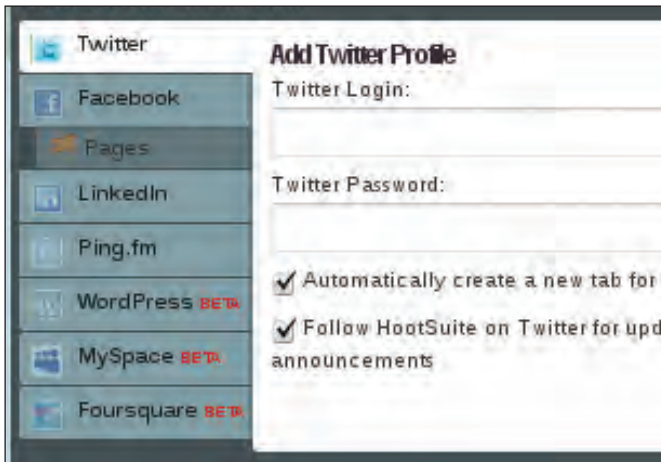 Twitter
Facebook
Pages
LinkedIn
Ping.fm
WordPress BETA
MySpace BETA
Foursquare BETA
Add Twitter Profile
Twitter Login:
Twitter Password:
Automatically create a new tab for
Follow HootSuite on Twitter for upd
announcements